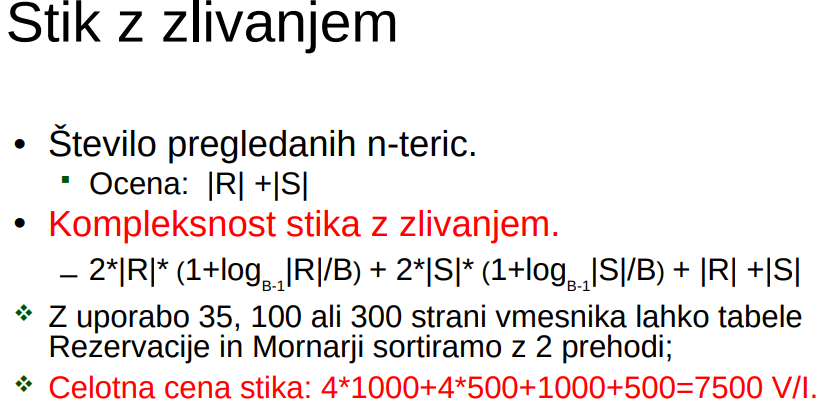 Stik z zlivanjem
• Število pregledanih n-teric.
▪ Ocena: |R| +|S|
• Kompleksnost stika z zlivanjem.
– 2*|R|* (1+log_{B-1}|R|/B) + 2*|S|* (1+log_{B-1}|S|/B) + |R| +|S|
❖ Z uporabo 35, 100 ali 300 strani vmesnika lahko tabele
Rezervacije in Mornarji sortiramo z 2 prehodi;
❖ Celotna cena stika: 4*1000+4*500+1000+500=7500 V/I.